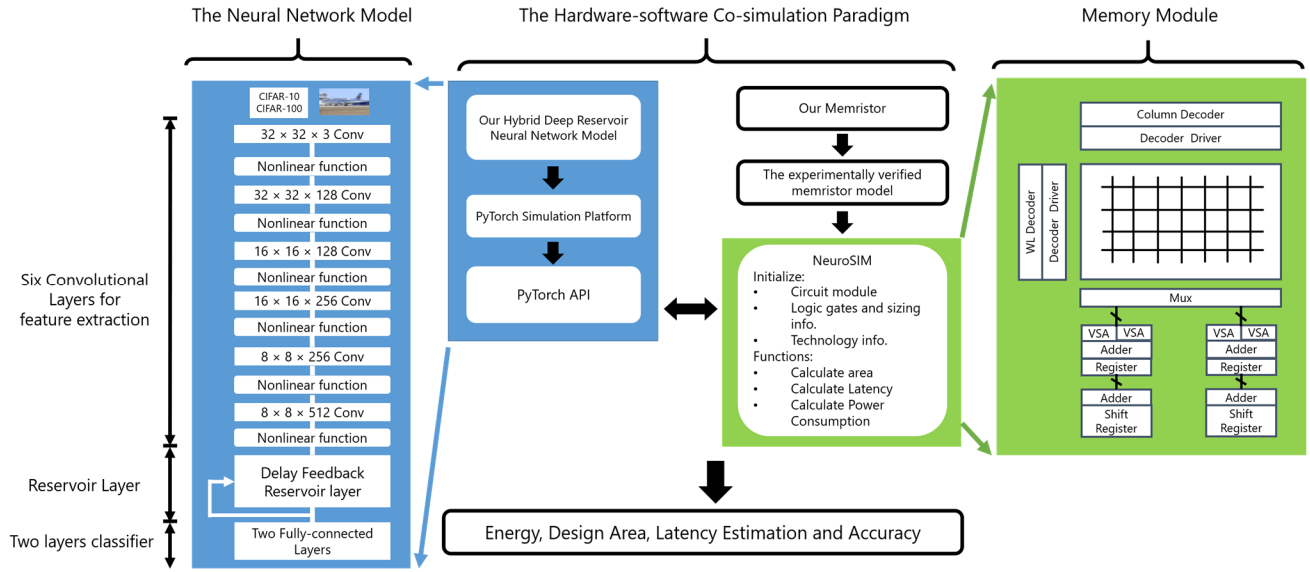 The Neural Network Model
The Hardware-software Co-simulation Paradigm
Memory Module
CIFAR-10
CIFAR-100
32 × 32 × 3 Conv
Nonlinear function
32 × 32 × 128 Conv
Nonlinear function
16 × 16 × 128 Conv
Nonlinear function
16 × 16 × 256 Conv
Nonlinear function
8 × 8 × 256 Conv
Nonlinear function
8 × 8 × 512 Conv
Nonlinear function
Delay Feedback
Reservoir layer
Two Fully-connected
Layers
Six Convolutional
Layers for
feature extraction
Reservoir Layer
Two layers classifier
Our Hybrid Deep Reservoir
Neural Network Model
PyTorch Simulation Platform
PyTorch API
Our Memristor
The experimentally verified
memristor model
NeuroSIM
Initialize:
• Circuit module
• Logic gates and sizing
info.
• Technology info.
Functions:
• Calculate area
• Calculate Latency
• Calculate Power
Consumption
Energy, Design Area, Latency Estimation and Accuracy
Column Decoder
Decoder Driver
WL Decoder
Decoder Driver
Mux
VSA VSA
Adder
Register
Adder
Shift
Register
VSA VSA
Adder
Register
Adder
Shift
Register